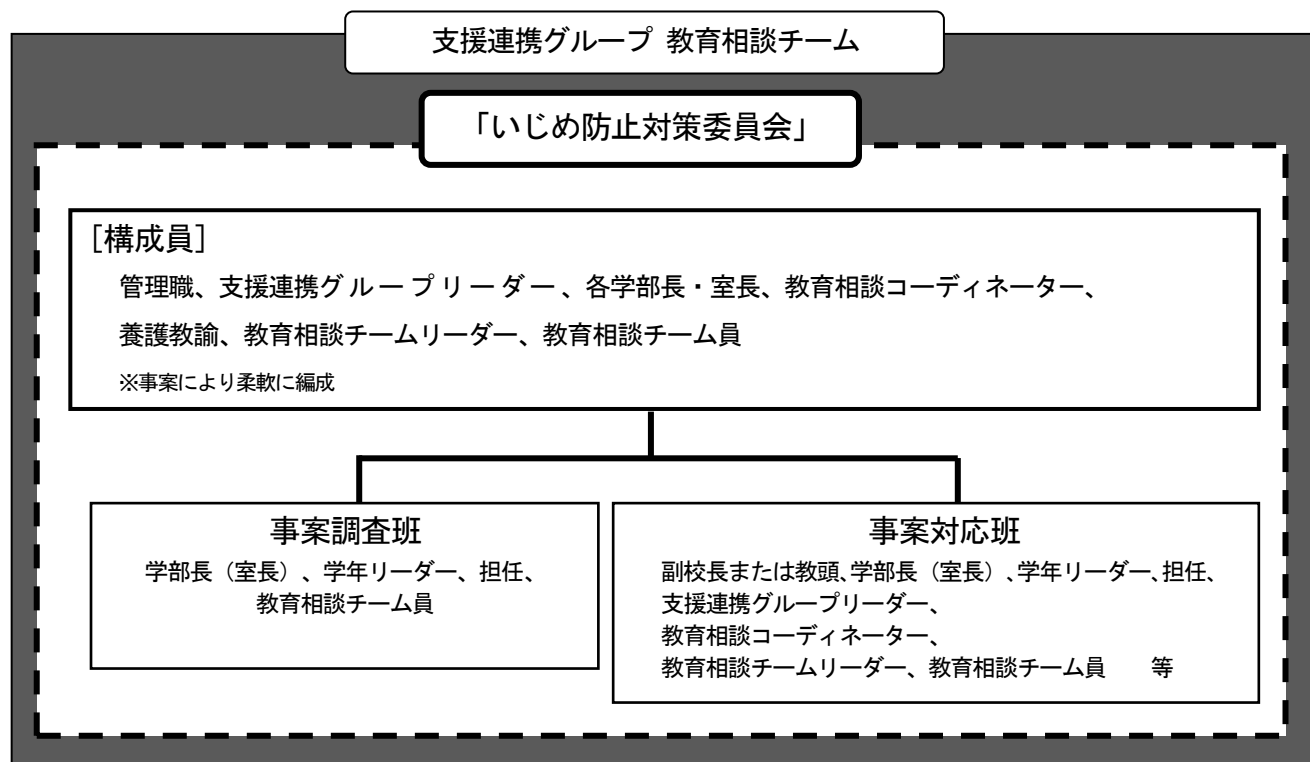 支援連携グループ 教育相談チーム
「いじめ防止対策委員会」
［構成員］
管理職、支援連携グループリーダー、各学部長・室長、教育相談コーディネーター、
養護教諭、教育相談チームリーダー、教育相談チーム員
※事案により柔軟に編成
事案調査班
学部長（室長）、学年リーダー、担任、
教育相談チーム員
事案対応班
副校長または教頭、学部長（室長）、学年リーダー、担任、
支援連携グループリーダー、
教育相談コーディネーター、
教育相談チームリーダー、教育相談チーム員　　等